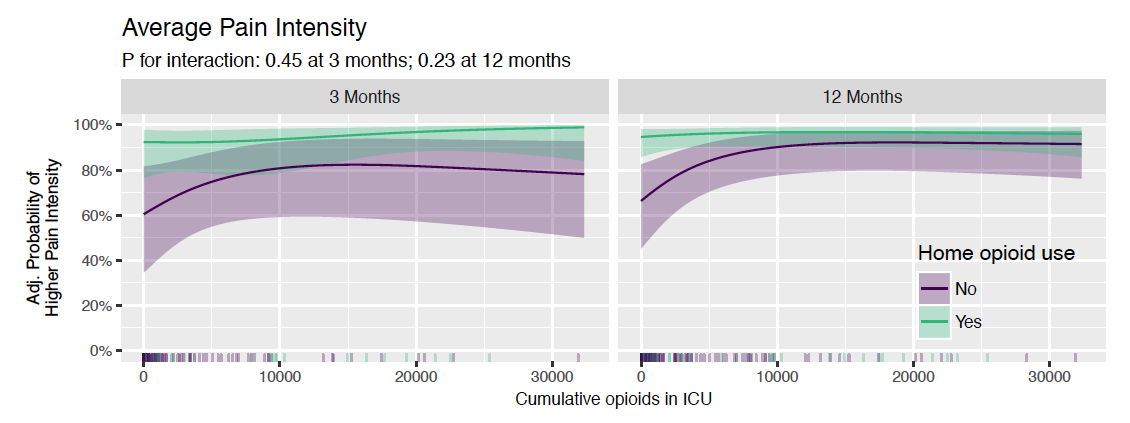 Average Pain Intensity
P for interaction: 0.45 at 3 months; 0.23 at 12 months
3 Months
12 Months
Adj. Probability of
Higher Pain Intensity
100%
80%
60%
40%
20%
0%
Home opioid use
No
Yes
0
10000
20000
30000
0
10000
20000
30000
Cumulative opioids in ICU